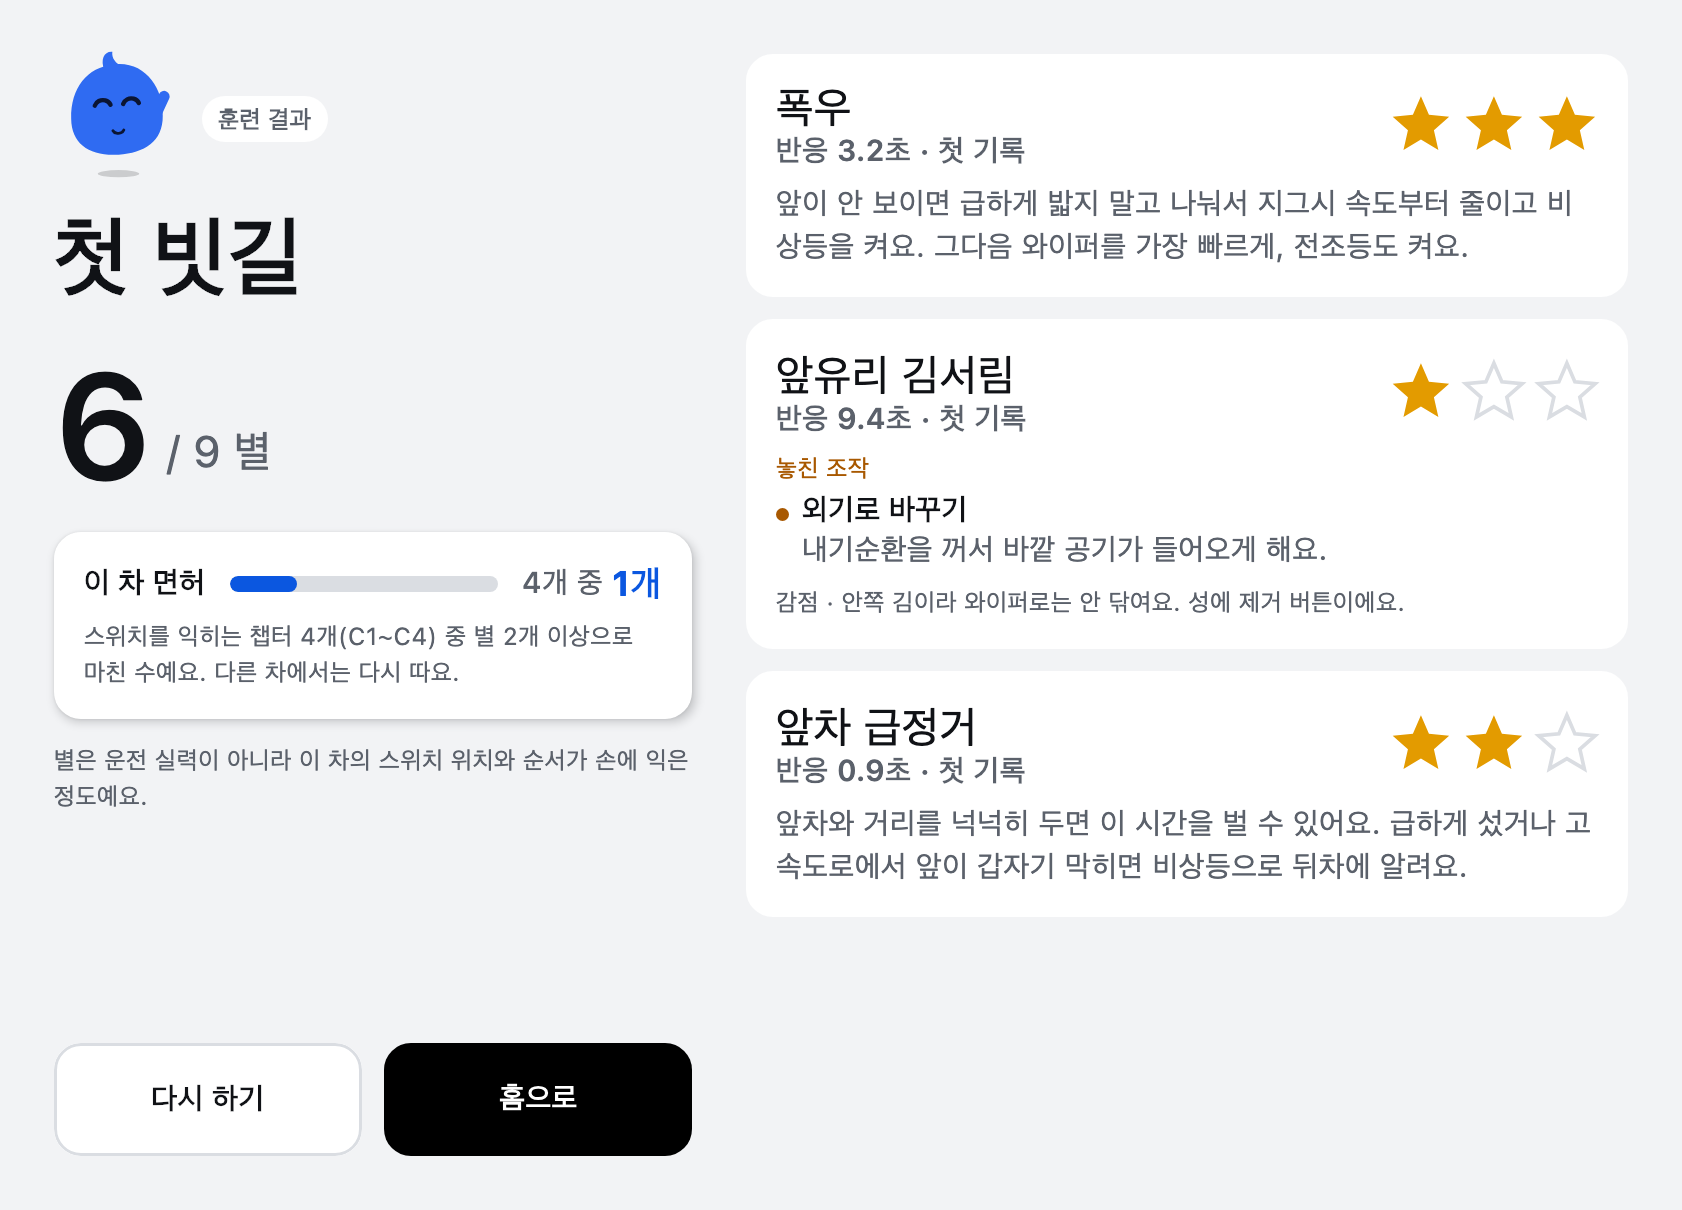 훈련 결과
첫 빗길
6 / 9 별
이 차 면허 4개 중 1개
스위치를 익히는 챕터 4개(C1~C4) 중 별 2개 이상으로
마친 수예요. 다른 차에서는 다시 따요.
별은 운전 실력이 아니라 이 차의 스위치 위치와 순서가 손에 익은
정도예요.
다시 하기
홈으로
폭우
반응 3.2초 · 첫 기록
앞이 안 보이면 급하게 밟지 말고 나눠서 지그시 속도부터 줄이고 비
상등을 켜요. 그다음 와이퍼를 가장 빠르게, 전조등도 켜요.
앞유리 김서림
반응 9.4초 · 첫 기록
놓친 조작
외기로 바꾸기
내기순환을 꺼서 바깥 공기가 들어오게 해요.
감점 · 안쪽 김이라 와이퍼로는 안 닦여요. 성에 제거 버튼이에요.
앞차 급정거
반응 0.9초 · 첫 기록
앞차와 거리를 넉넉히 두면 이 시간을 벌 수 있어요. 급하게 섰거나 고
속도로에서 앞이 갑자기 막히면 비상등으로 뒤차에 알려요.